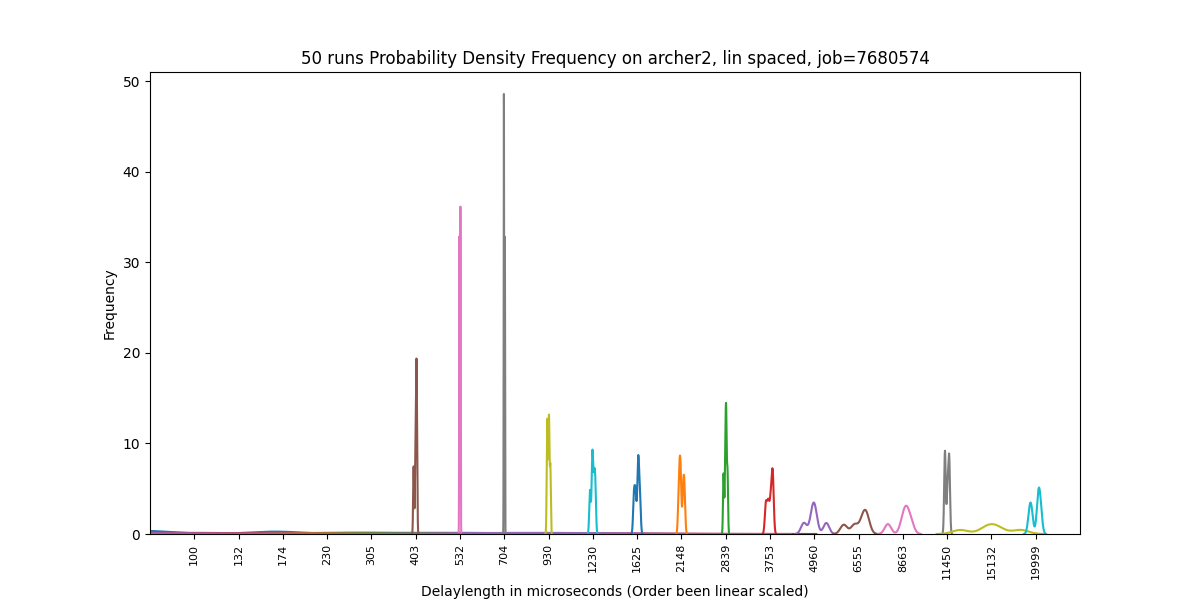 50 runs Probability Density Frequency on archer2, lin spaced, job=7680574
50
40
30
20
10
0
Frequency
100 132 174 230 305 403 532 704 930 1230 1625 2148 2839 3753 4960 6555 8663 11450 15132 19999
Delaylength in microseconds (Order been linear scaled)